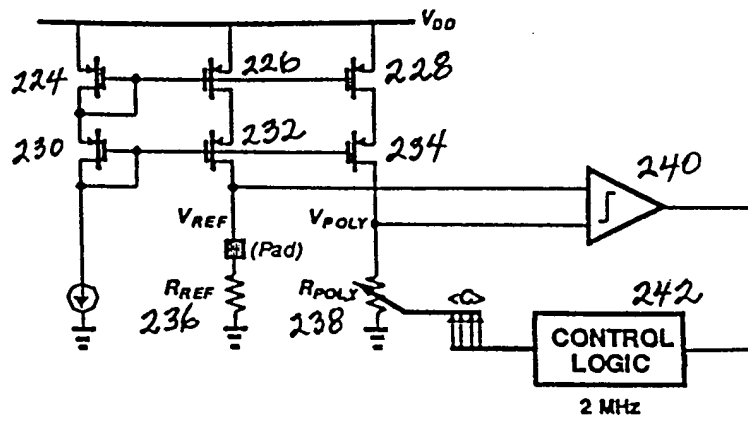 VDD
224
226
228
230
232
234
240
VREF
VPOLY
(Pad)
RREF
236
RPOLY
238
<C>
242
CONTROL
LOGIC
2 MHz